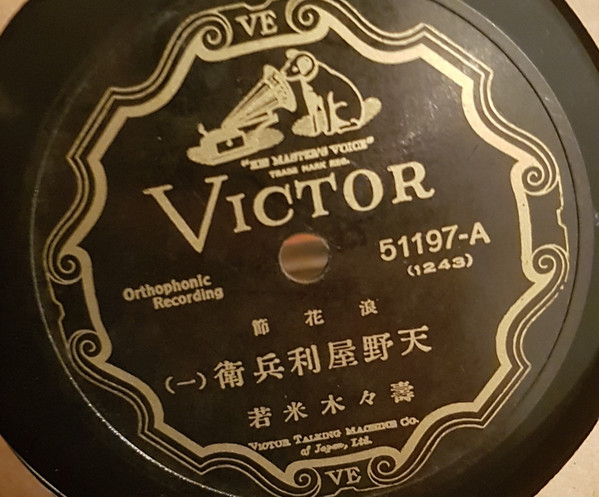 VE
"HIS MASTER'S VOICE"
TRADE MARK REG.
VICTOR
51197-A
(1243)
Orthophonic
Recording
浪花節
天野屋利兵衛(一)
壽々木米若
VICTOR TALKING MACHINE CO.
of Japan, Ltd.
VE